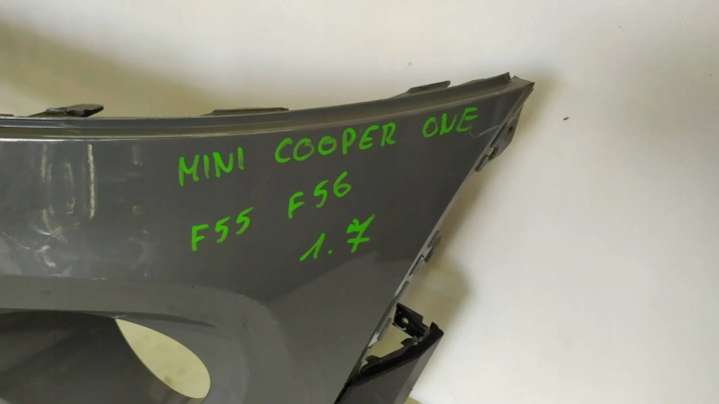 MINI COOPER ONE
F55 F56
1.7